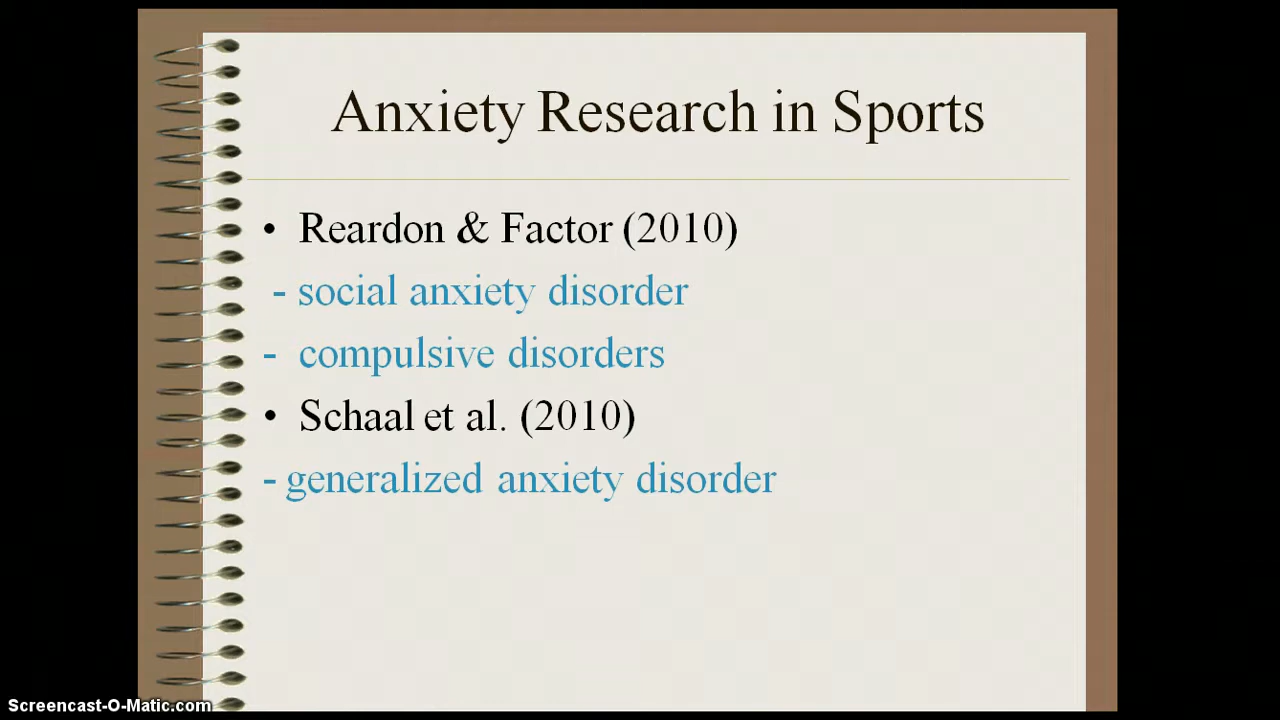 Anxiety Research in Sports
• Reardon & Factor (2010)
- social anxiety disorder
- compulsive disorders
• Schaal et al. (2010)
- generalized anxiety disorder
Screencast-O-Matic.com